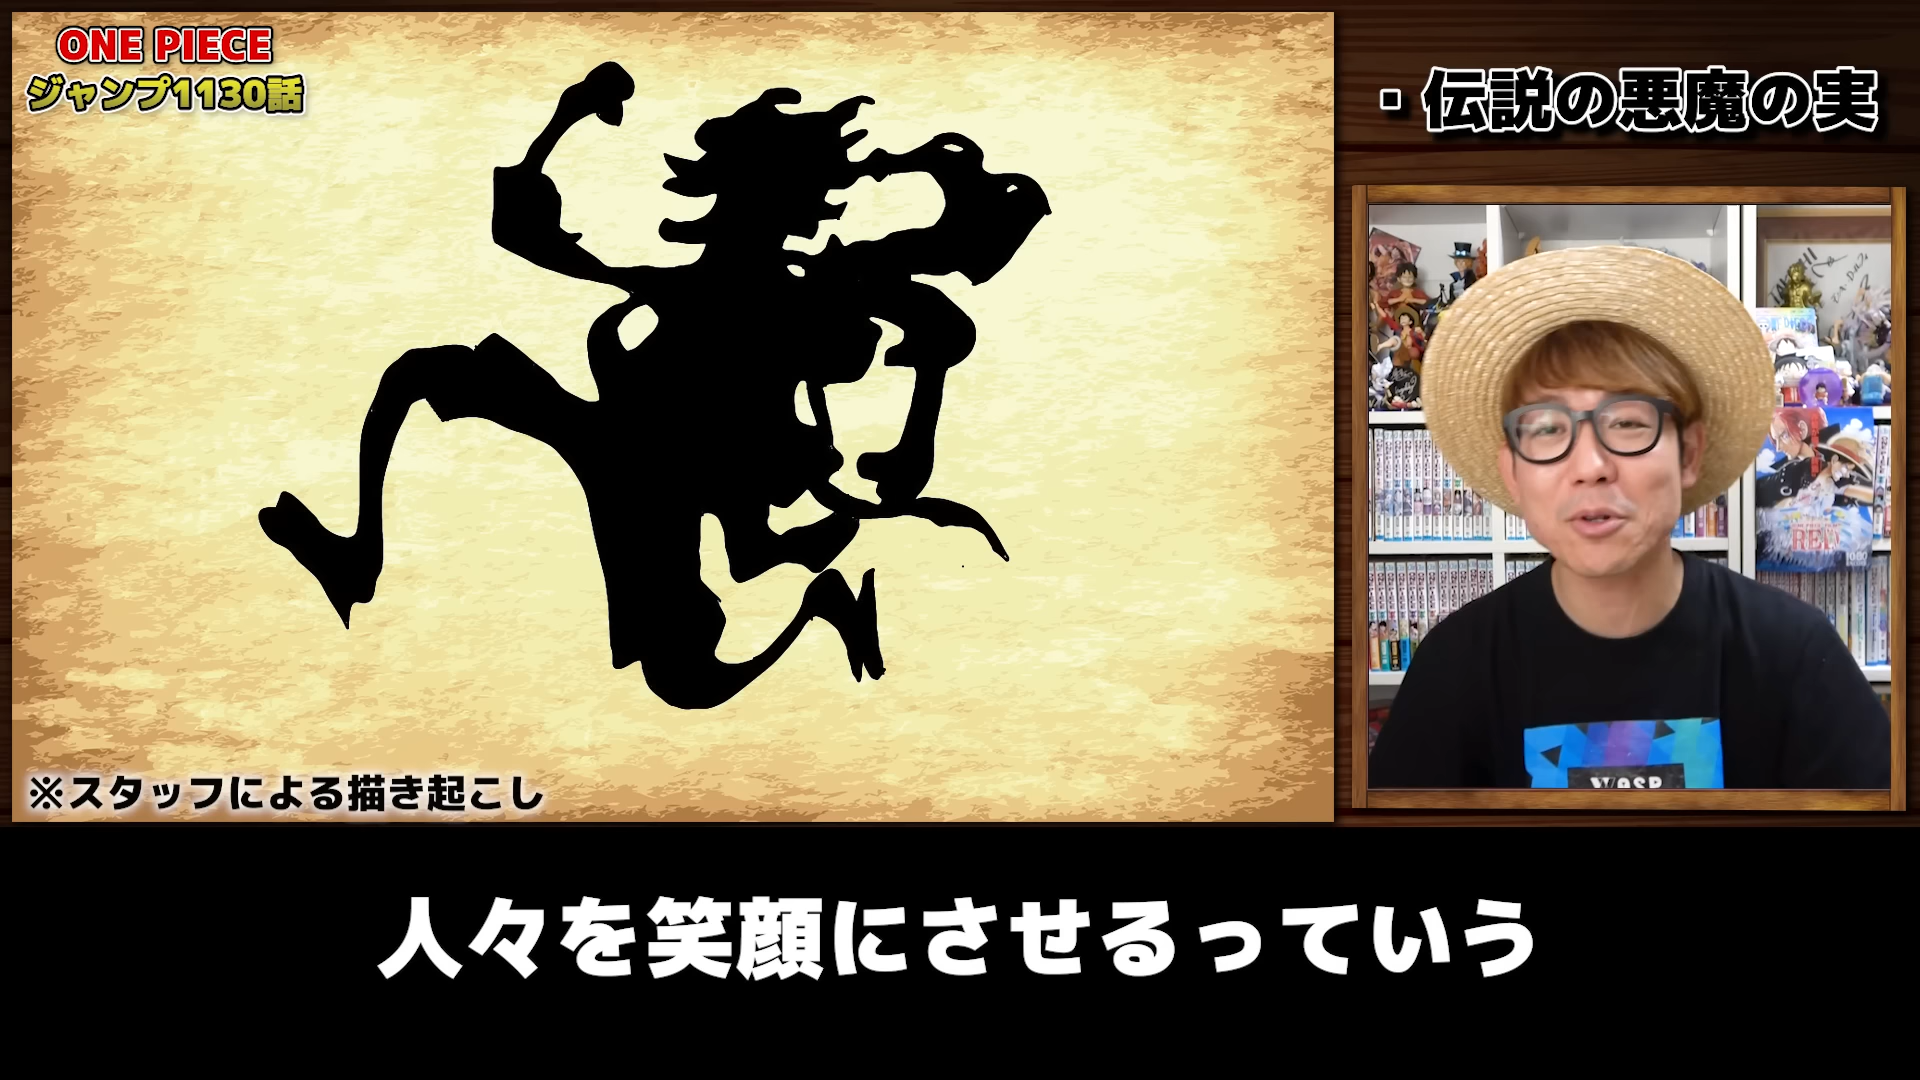 ONE PIECE
ジャンプ1130話
・伝説の悪魔の実
RED
wasp
※スタッフによる描き起こし
人々を笑顔にさせるっていう